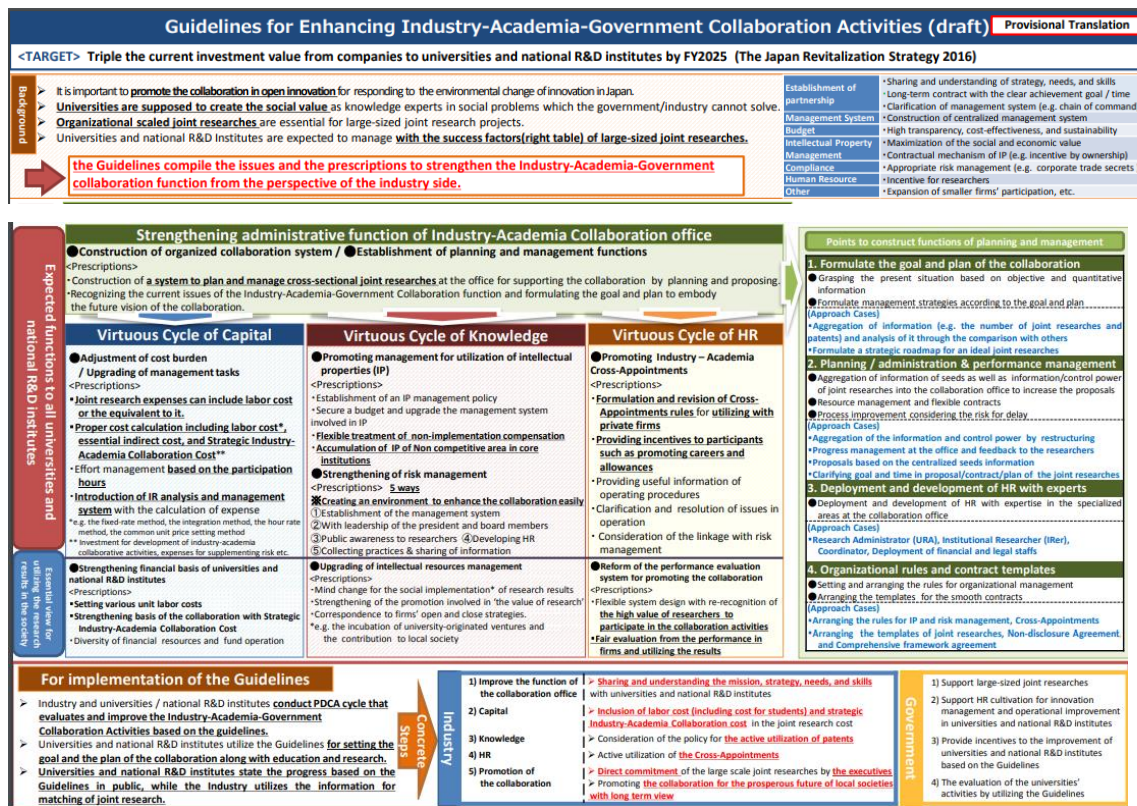 Guidelines for Enhancing Industry-Academia-Government Collaboration Activities (draft)
Provisional Translation
<TARGET> Triple the current investment value from companies to universities and national R&D institutes by FY2025 (The Japan Revitalization Strategy 2016)
Background
➢ It is important to promote the collaboration in open innovation for responding to the environmental change of innovation in Japan.
➢ Universities are supposed to create the social value as knowledge experts in social problems which the government/industry cannot solve.
➢ Organizational scaled joint researches are essential for large-sized joint research projects.
➢ Universities and national R&D Institutes are expected to manage with the success factors(right table) of large-sized joint researches.
the Guidelines compile the issues and the prescriptions to strengthen the Industry-Academia-Government
collaboration function from the perspective of the industry side.
Establishment of
partnership
・Sharing and understanding of strategy, needs, and skills
・Long-term contract with the clear achievement goal / time
・Clarification of management system (e.g. chain of command
Management System
・Construction of centralized management system
Budget
・High transparency, cost-effectiveness, and sustainability
Intellectual Property
Management
・Maximization of the social and economic value
・Contractual mechanism of IP (e.g. incentive by ownership)
Compliance
・Appropriate risk management (e.g. corporate trade secrets
Human Resource
・Incentive for researchers
Other
・Expansion of smaller firms' participation, etc.
Expected functions to all universities and
national R&D institutes
Strengthening administrative function of Industry-Academia Collaboration office
●Construction of organized collaboration system / ●Establishment of planning and management functions
<Prescriptions>
・Construction of a system to plan and manage cross-sectional joint researches at the office for supporting the collaboration by planning and proposing.
・Recognizing the current issues of the Industry-Academia-Government Collaboration function and formulating the goal and plan to embody
the future vision of the collaboration.
Virtuous Cycle of Capital
●Adjustment of cost burden
/ Upgrading of management tasks
<Prescriptions>
・Joint research expenses can include labor cost
or the equivalent to it.
・Proper cost calculation including labor cost*,
essential indirect cost, and Strategic Industry-
Academia Collaboration Cost**
・Effort management based on the participation
hours
・Introduction of IR analysis and management
system with the calculation of expense
*e.g. the fixed-rate method, the integration method, the hour rate
method, the common unit price setting method
** Investment for development of industry-academia
collaborative activities, expenses for supplementing risk etc.
Virtuous Cycle of Knowledge
●Promoting management for utilization of intellectual
properties (IP)
<Prescriptions>
・Establishment of an IP management policy
・Secure a budget and upgrade the management system
involved in IP
・Flexible treatment of non-implementation compensation
・Accumulation of IP of Non competitive area in core
institutions
●Strengthening of risk management
<Prescriptions> 5 ways
※Creating an environment to enhance the collaboration easily
①Establishment of the management system
②With leadership of the president and board members
③Public awareness to researchers ④Developing HR
⑤Collecting practices & sharing of information
Virtuous Cycle of HR
●Promoting Industry – Academia
Cross-Appointments
<Prescriptions>
・Formulation and revision of Cross-
Appointments rules for utilizing with
private firms
・Providing incentives to participants
such as promoting careers and
allowances
・Providing useful information of
operating procedures
・Clarification and resolution of issues in
operation
・Consideration of the linkage with risk
management
Essential view for
utilizing the research
results in the society
●Strengthening financial basis of universities and
national R&D institutes
<Prescriptions>
・Setting various unit labor costs
・Strengthening basis of the collaboration with Strategic
Industry-Academia Collaboration Cost
・Diversity of financial resources and fund operation
●Upgrading of intellectual resources management
<Prescriptions>
・Mind change for the social implementation* of research results
・Strengthening of the promotion involved in 'the value of research'
・Correspondence to firms' open and close strategies.
*e.g. the incubation of university-originated ventures and
the contribution to local society
●Reform of the performance evaluation
system for promoting the collaboration
<Prescriptions>
・Flexible system design with re-recognition of
the high value of researchers to
participate in the collaboration activities
・Fair evaluation from the performance in
firms and utilizing the results
Points to construct functions of planning and management
1. Formulate the goal and plan of the collaboration
●Grasping the present situation based on objective and quantitative
information
●Formulate management strategies according to the goal and plan
(Approach Cases)
・Aggregation of information (e.g. the number of joint researches and
patents) and analysis of it through the comparison with others
・Formulate a strategic roadmap for an ideal joint researches
2. Planning / administration & performance management
●Aggregation of information of seeds as well as information/control power
of joint researches into the collaboration office to increase the proposals
●Resource management and flexible contracts
●Process improvement considering the risk for delay
(Approach Cases)
・Aggregation of the information and control power by restructuring
・Progress management at the office and feedback to the researchers
・Proposals based on the centralized seeds information
・Clarifying goal and time in proposal/contract/plan of the joint researches
3. Deployment and development of HR with experts
●Deployment and development of HR with expertise in the specialized
areas at the collaboration office
(Approach Cases)
・Research Administrator (URA), Institutional Researcher (IRer),
Coordinator, Deployment of financial and legal staffs
4. Organizational rules and contract templates
●Setting and arranging the rules for organizational management
●Arranging the templates for the smooth contracts
(Approach Cases)
・Arranging the rules for IP and risk management, Cross-Appointments
・Arranging the templates of joint researches, Non-disclosure Agreement
and Comprehensive framework agreement
For implementation of the Guidelines
➢ Industry and universities / national R&D institutes conduct PDCA cycle that
evaluates and improve the Industry-Academia-Government
Collaboration Activities based on the guidelines.
➢ Universities and national R&D institutes utilize the Guidelines for setting the
goal and the plan of the collaboration along with education and research.
➢ Universities and national R&D institutes state the progress based on the
Guidelines in public, while the Industry utilizes the information for
matching of joint research.
Concrete
Steps
Industry
1) Improve the function of
the collaboration office
➢ Sharing and understanding the mission, strategy, needs, and skills
with universities and national R&D institutes
2) Capital
➢ Inclusion of labor cost (including cost for students) and strategic
Industry-Academia Collaboration cost in the joint research cost
3) Knowledge
➢ Consideration of the policy for the active utilization of patents
4) HR
➢ Active utilization of the Cross-Appointments
5) Promotion of
the collaboration
➢ Direct commitment of the large scale joint researches by the executives
➢ Promoting the collaboration for the prosperous future of local societies
with long term view
Government
1) Support large-sized joint researches
2) Support HR cultivation for innovation
management and operational improvement
in universities and national R&D institutes
3) Provide incentives to the improvement of
universities and national R&D institutes
based on the Guidelines
4) The evaluation of the universities'
activities by utilizing the Guidelines